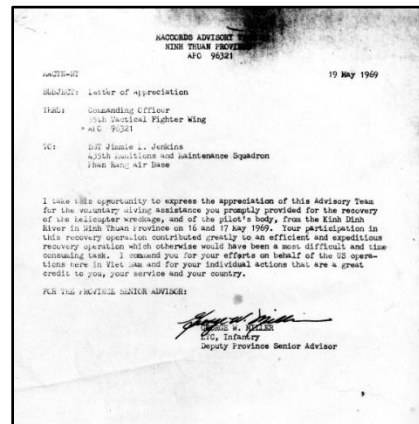 MACCORDS ADVISORY
NINH THUAN PROVINCE
APO 96321
19 May 1969
SUBJECT: Letter of Appreciation
THRU: Commanding Officer
35th Tactical Fighter Wing
APO 96321
TO: SGT Jimmie L. Jenkins
435th Munitions and Maintenance Squadron
Phan Rang Air Base
I take this opportunity to express the appreciation of this Advisory Team
for the voluntary diving assistance you promptly provided for the recovery
of the helicopter wreckage, and of the pilot's body, from the Kinh Dinh
River in Ninh Thuan Province on 16 and 17 May 1969. Your participation in
this recovery operation contributed greatly to an efficient and expeditious
recovery operation which otherwise would have been a most difficult and time
consuming task. I commend you for your efforts on behalf of the US opera-
tions here in Viet Nam and for your individual actions that are a great
credit to you, your service and your country.
FOR THE PROVINCE SENIOR ADVISOR:
George W. Miller
GEORGE W. MILLER
LTC, Infantry
Deputy Province Senior Advisor